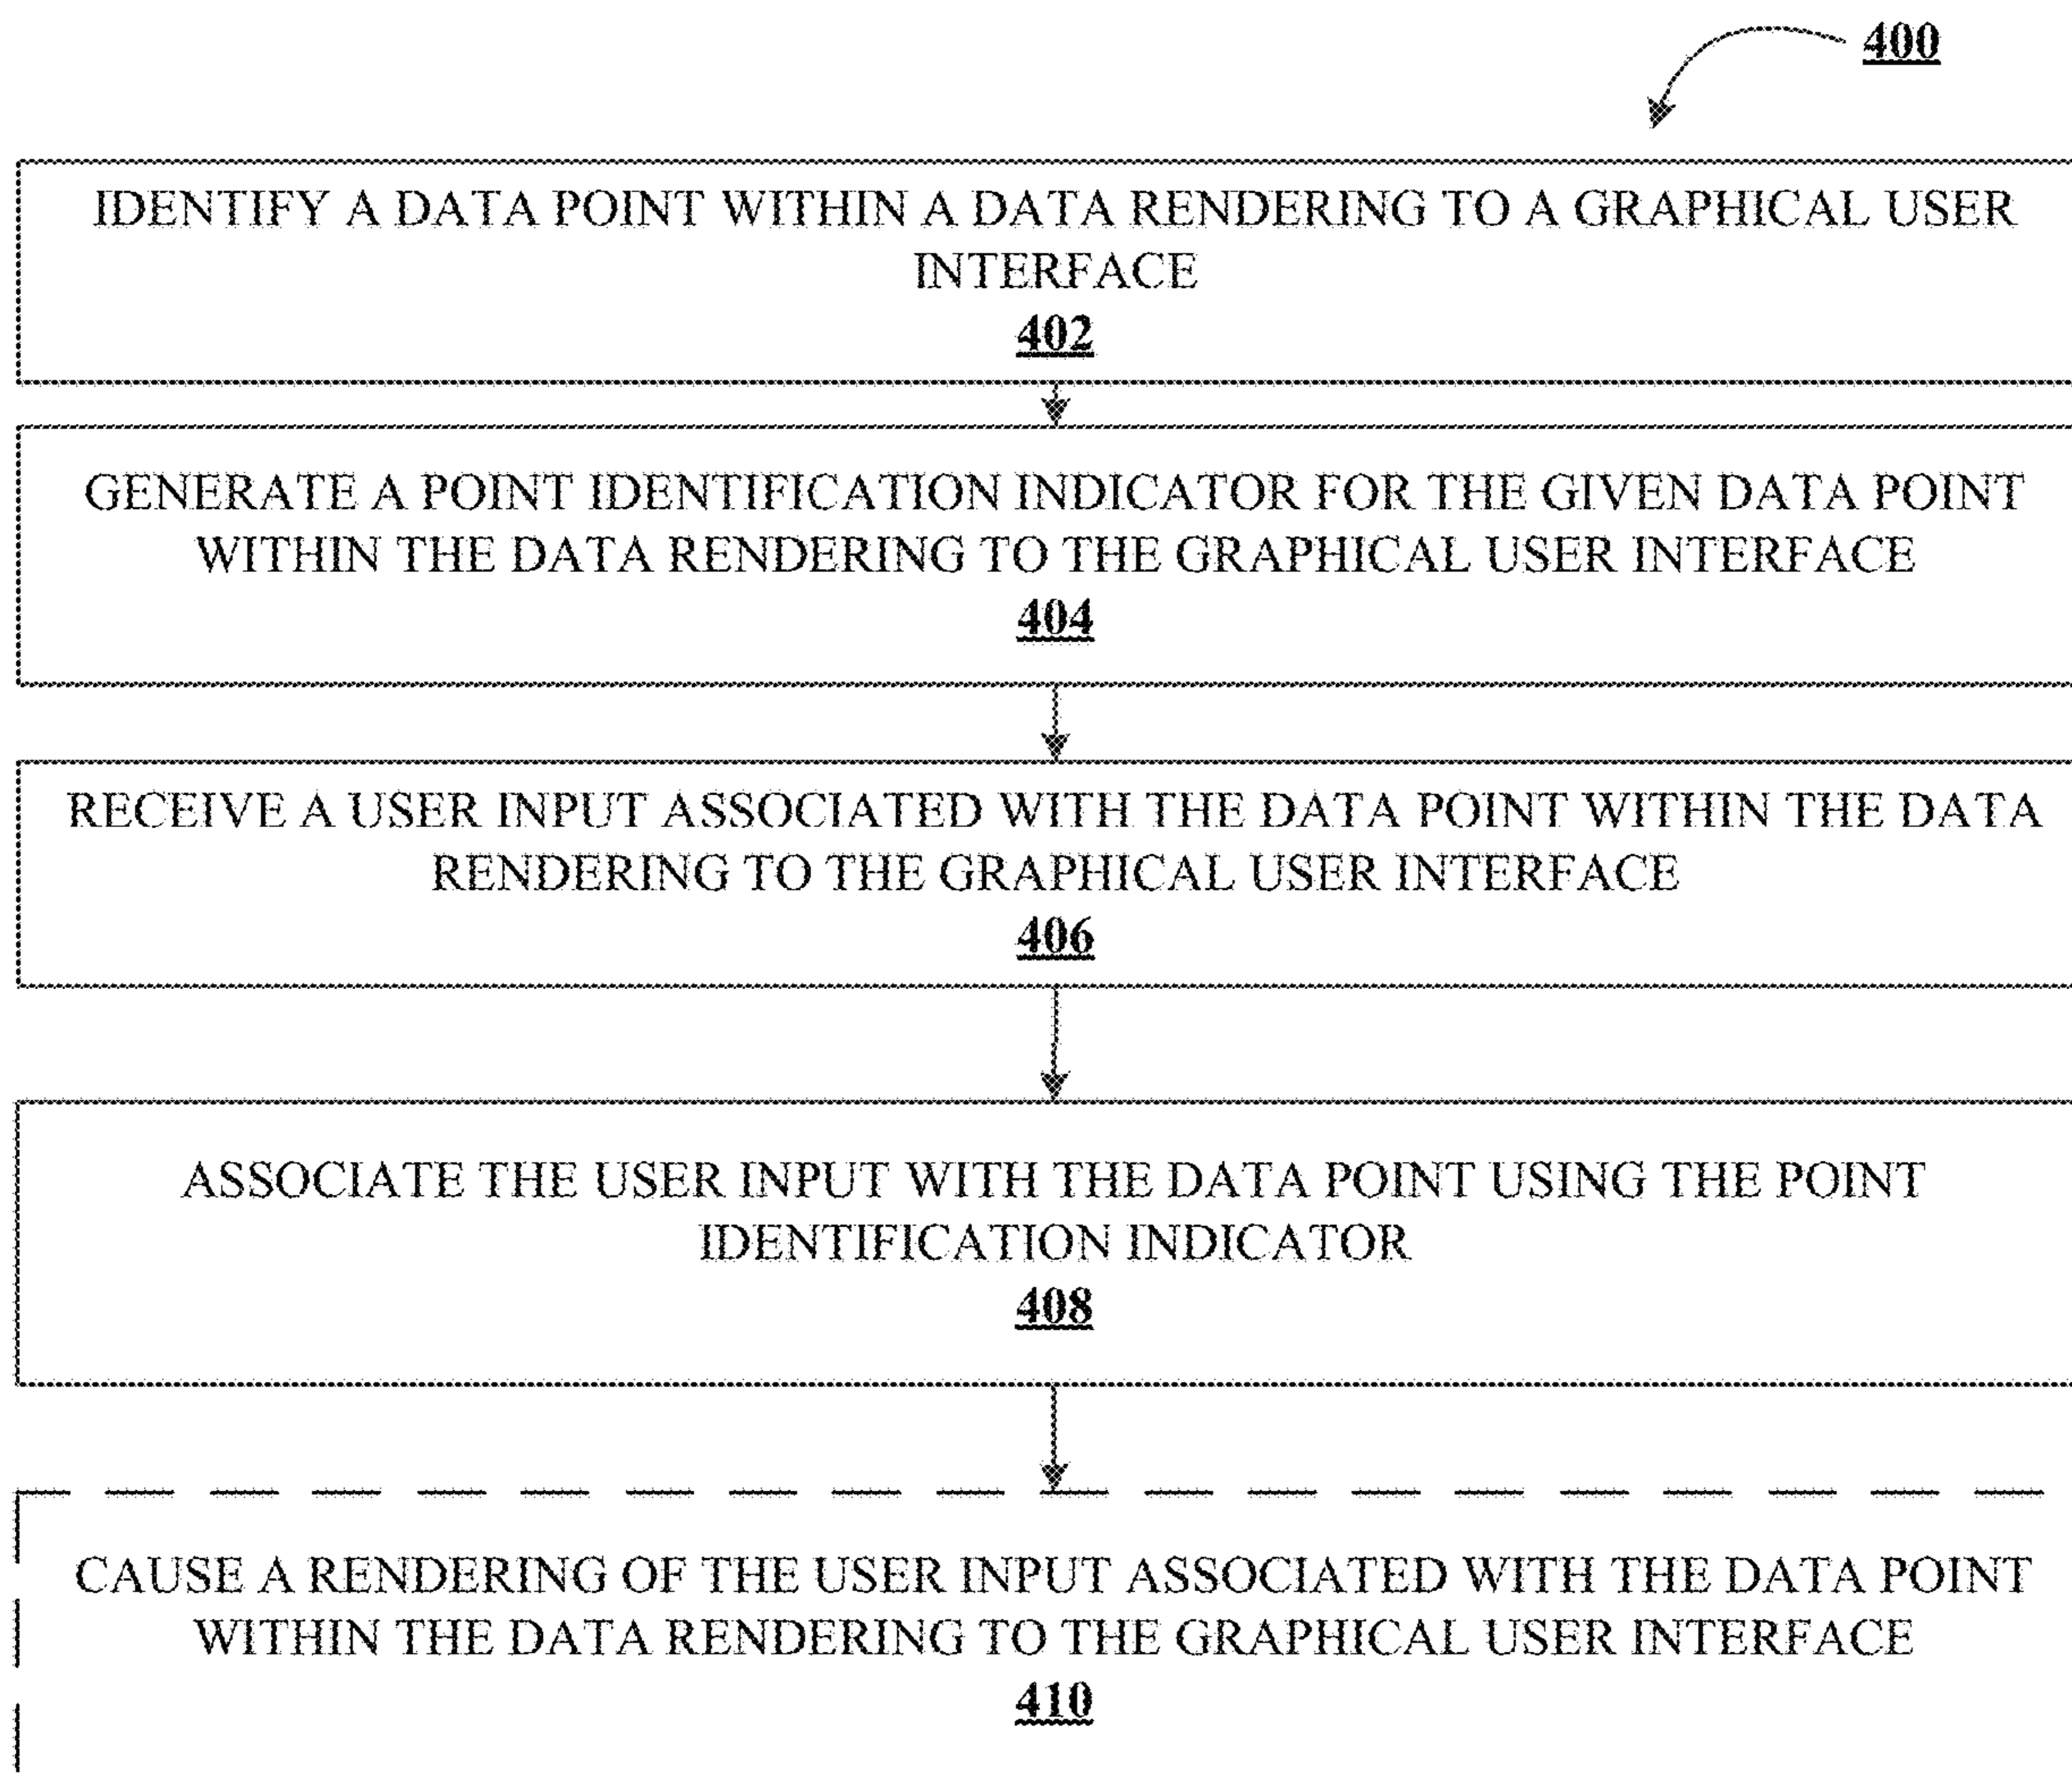 400
IDENTIFY A DATA POINT WITHIN A DATA RENDERING TO A GRAPHICAL USER
INTERFACE
402
GENERATE A POINT IDENTIFICATION INDICATOR FOR THE GIVEN DATA POINT
WITHIN THE DATA RENDERING TO THE GRAPHICAL USER INTERFACE
404
RECEIVE A USER INPUT ASSOCIATED WITH THE DATA POINT WITHIN THE DATA
RENDERING TO THE GRAPHICAL USER INTERFACE
406
ASSOCIATE THE USER INPUT WITH THE DATA POINT USING THE POINT
IDENTIFICATION INDICATOR
408
CAUSE A RENDERING OF THE USER INPUT ASSOCIATED WITH THE DATA POINT
WITHIN THE DATA RENDERING TO THE GRAPHICAL USER INTERFACE
410